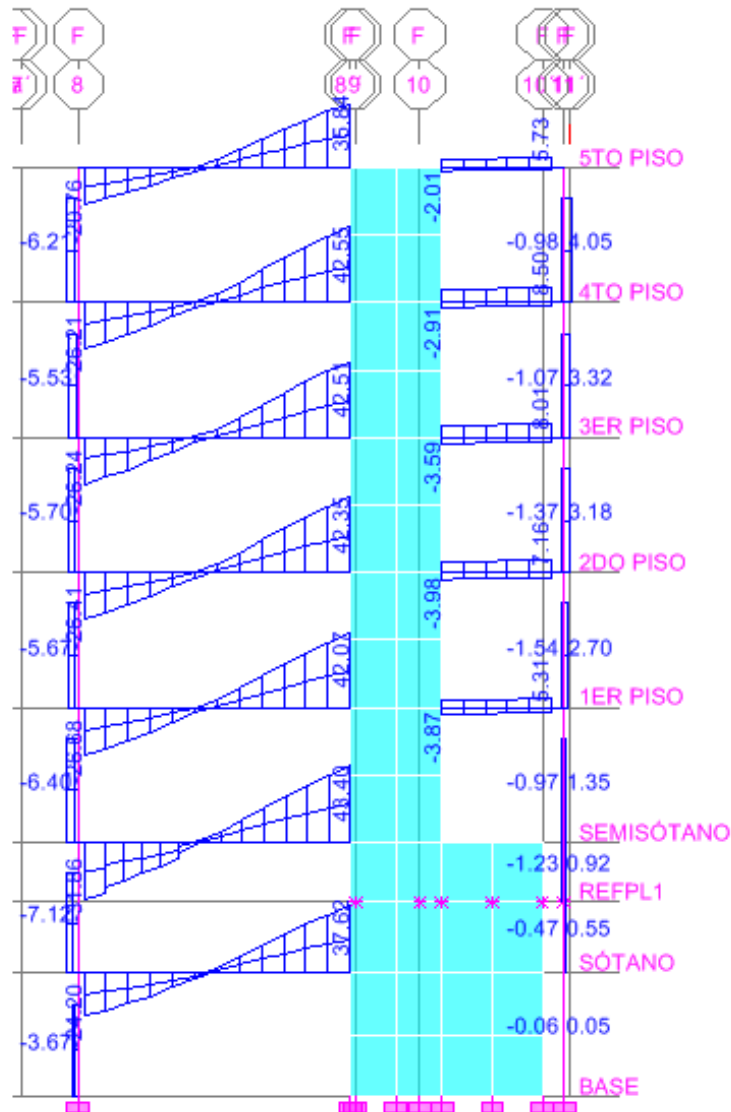 F F F F F
8 10
35.84 5.73 5TO PISO
-20.76 -2.01
-6.21 -0.98 4.05
42.55 8.50 4TO PISO
-26.21 -2.91
-5.53 -1.07 3.32
42.51 8.01 3ER PISO
-26.24 -3.59
-5.70 -1.37 3.18
42.35 7.16 2DO PISO
-26.41 -3.98
-5.67 -1.54 2.70
42.07 5.31 1ER PISO
-26.68 -3.87
-6.40 -0.97 1.35
43.40 SEMISÓTANO
-1.23 0.92
REFPL1
-7.12 -0.47 0.55
37.62 SÓTANO
-24.20
-3.67 -0.06 0.05
BASE